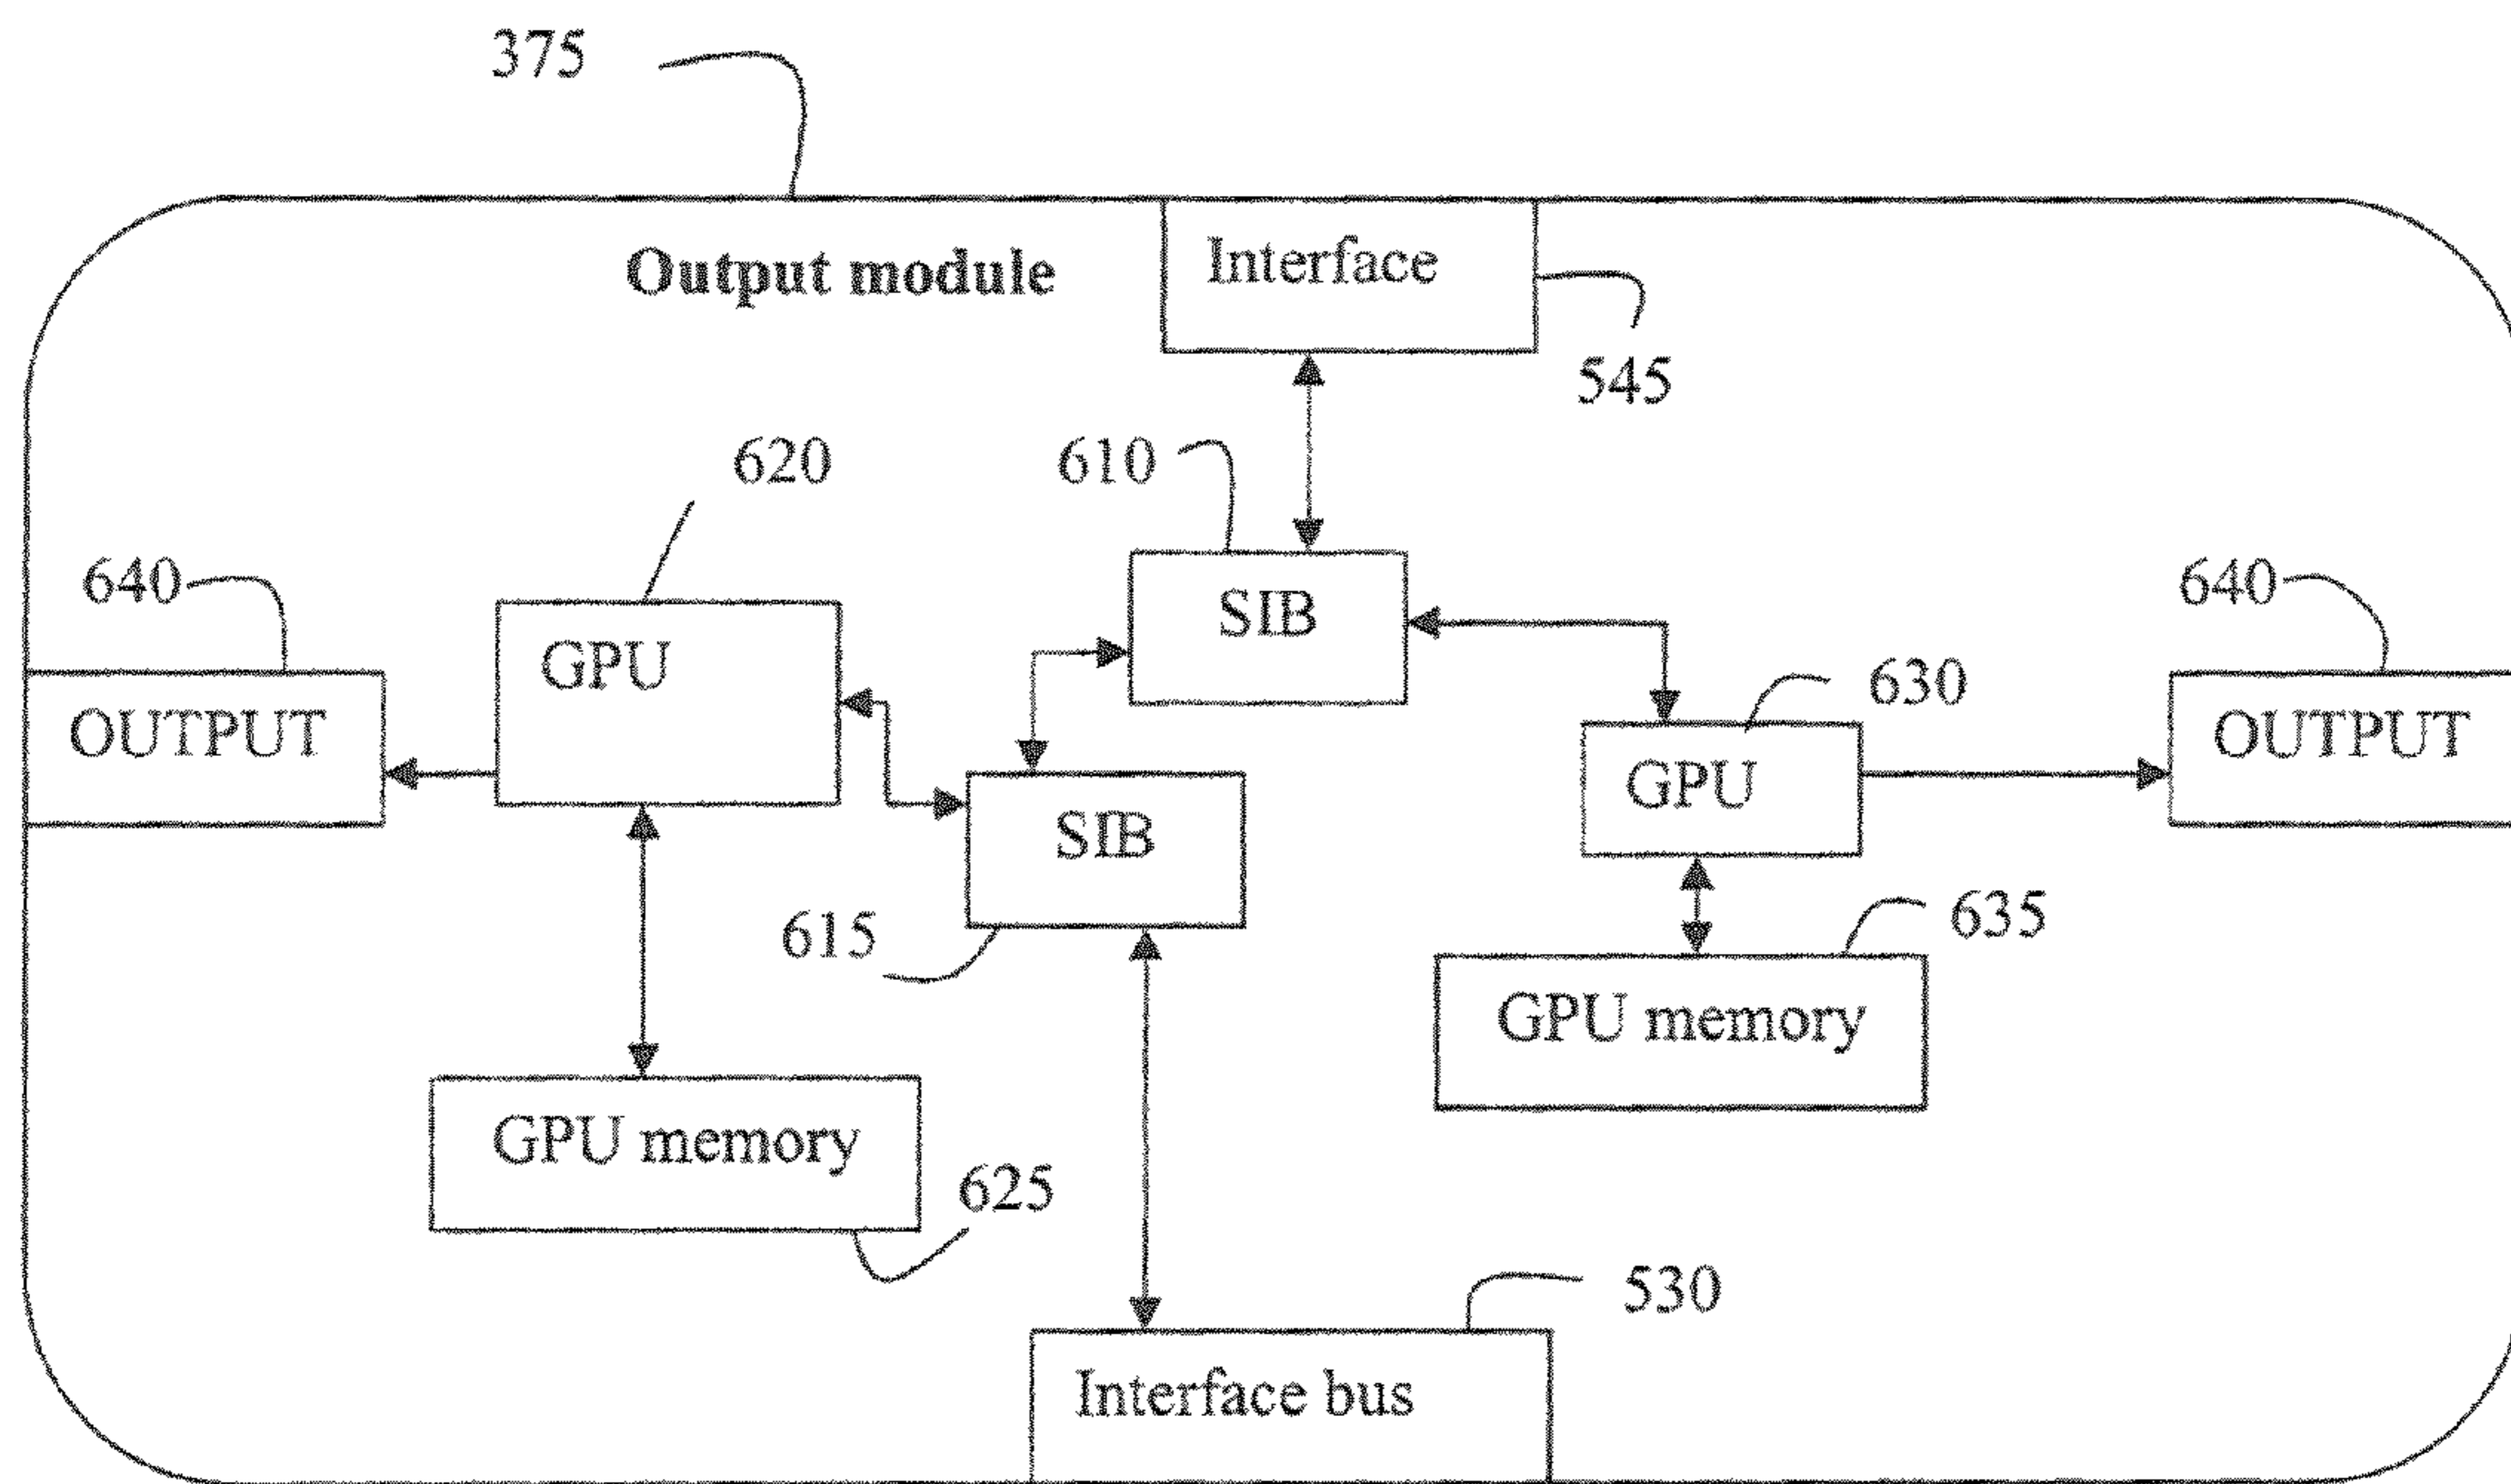 375
Output module
Interface
545
620
610
640
SIB
640
GPU
630
OUTPUT
OUTPUT
GPU
SIB
615
635
GPU memory
GPU memory
625
530
Interface bus